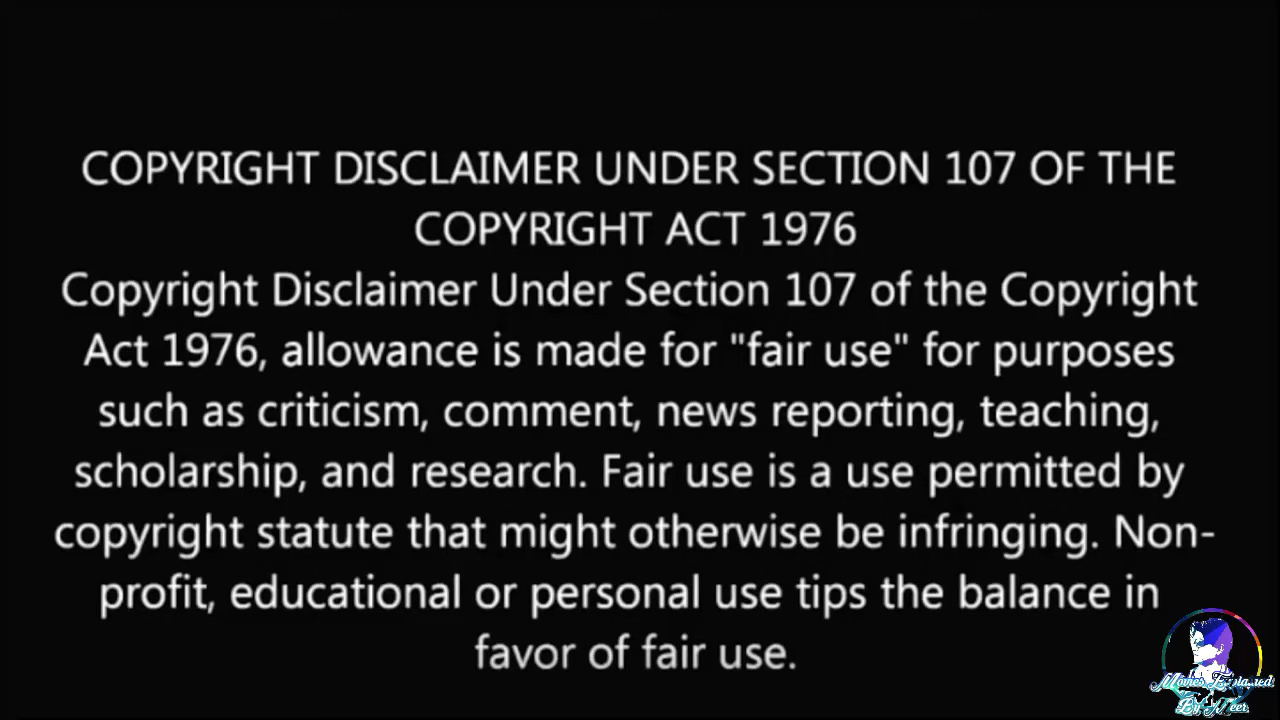 COPYRIGHT DISCLAIMER UNDER SECTION 107 OF THE
COPYRIGHT ACT 1976
Copyright Disclaimer Under Section 107 of the Copyright
Act 1976, allowance is made for "fair use" for purposes
such as criticism, comment, news reporting, teaching,
scholarship, and research. Fair use is a use permitted by
copyright statute that might otherwise be infringing. Non-
profit, educational or personal use tips the balance in
favor of fair use.
Movies Explained
By